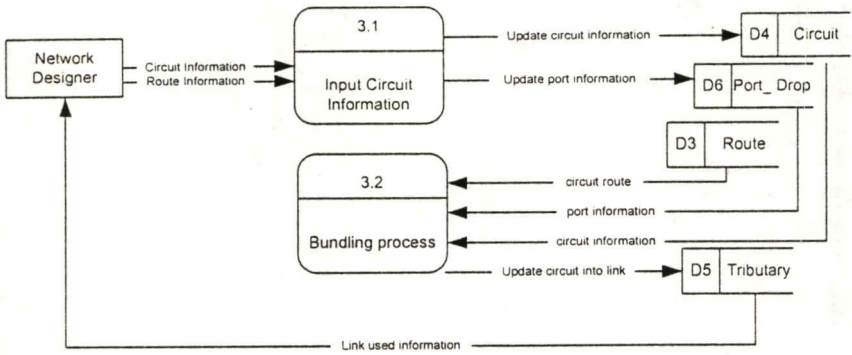 3.1
Update circuit information
D4 Circuit
Network
Designer
Circuit Information
Route Information
Input Circuit
Information
Update port information
D6 Port_ Drop
D3 Route
3.2
circuit route
port information
Bundling process
circuit information
Update circuit into link
D5 Tributary
Link used information